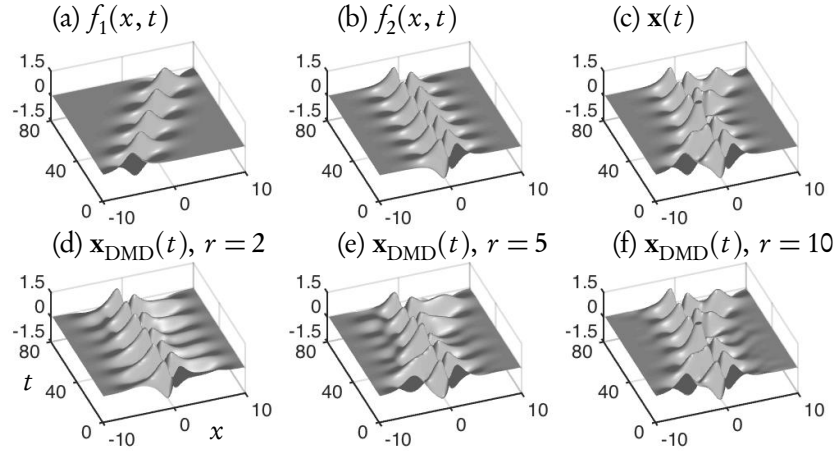 (a) f₁(x, t) (b) f₂(x, t) (c) x(t)
1.5 1.5 1.5
0 0 0
-1.5 -1.5 -1.5
80 80 80
40 10 40 10 40 10
0 0 0
0 -10 0 -10 0 -10
(d) x_DMD(t), r = 2 (e) x_DMD(t), r = 5 (f) x_DMD(t), r = 10
1.5 1.5 1.5
0 0 0
-1.5 -1.5 -1.5
80 80 80
t 40 10 40 10 40 10
0 0 0
0 -10 x 0 -10 0 -10